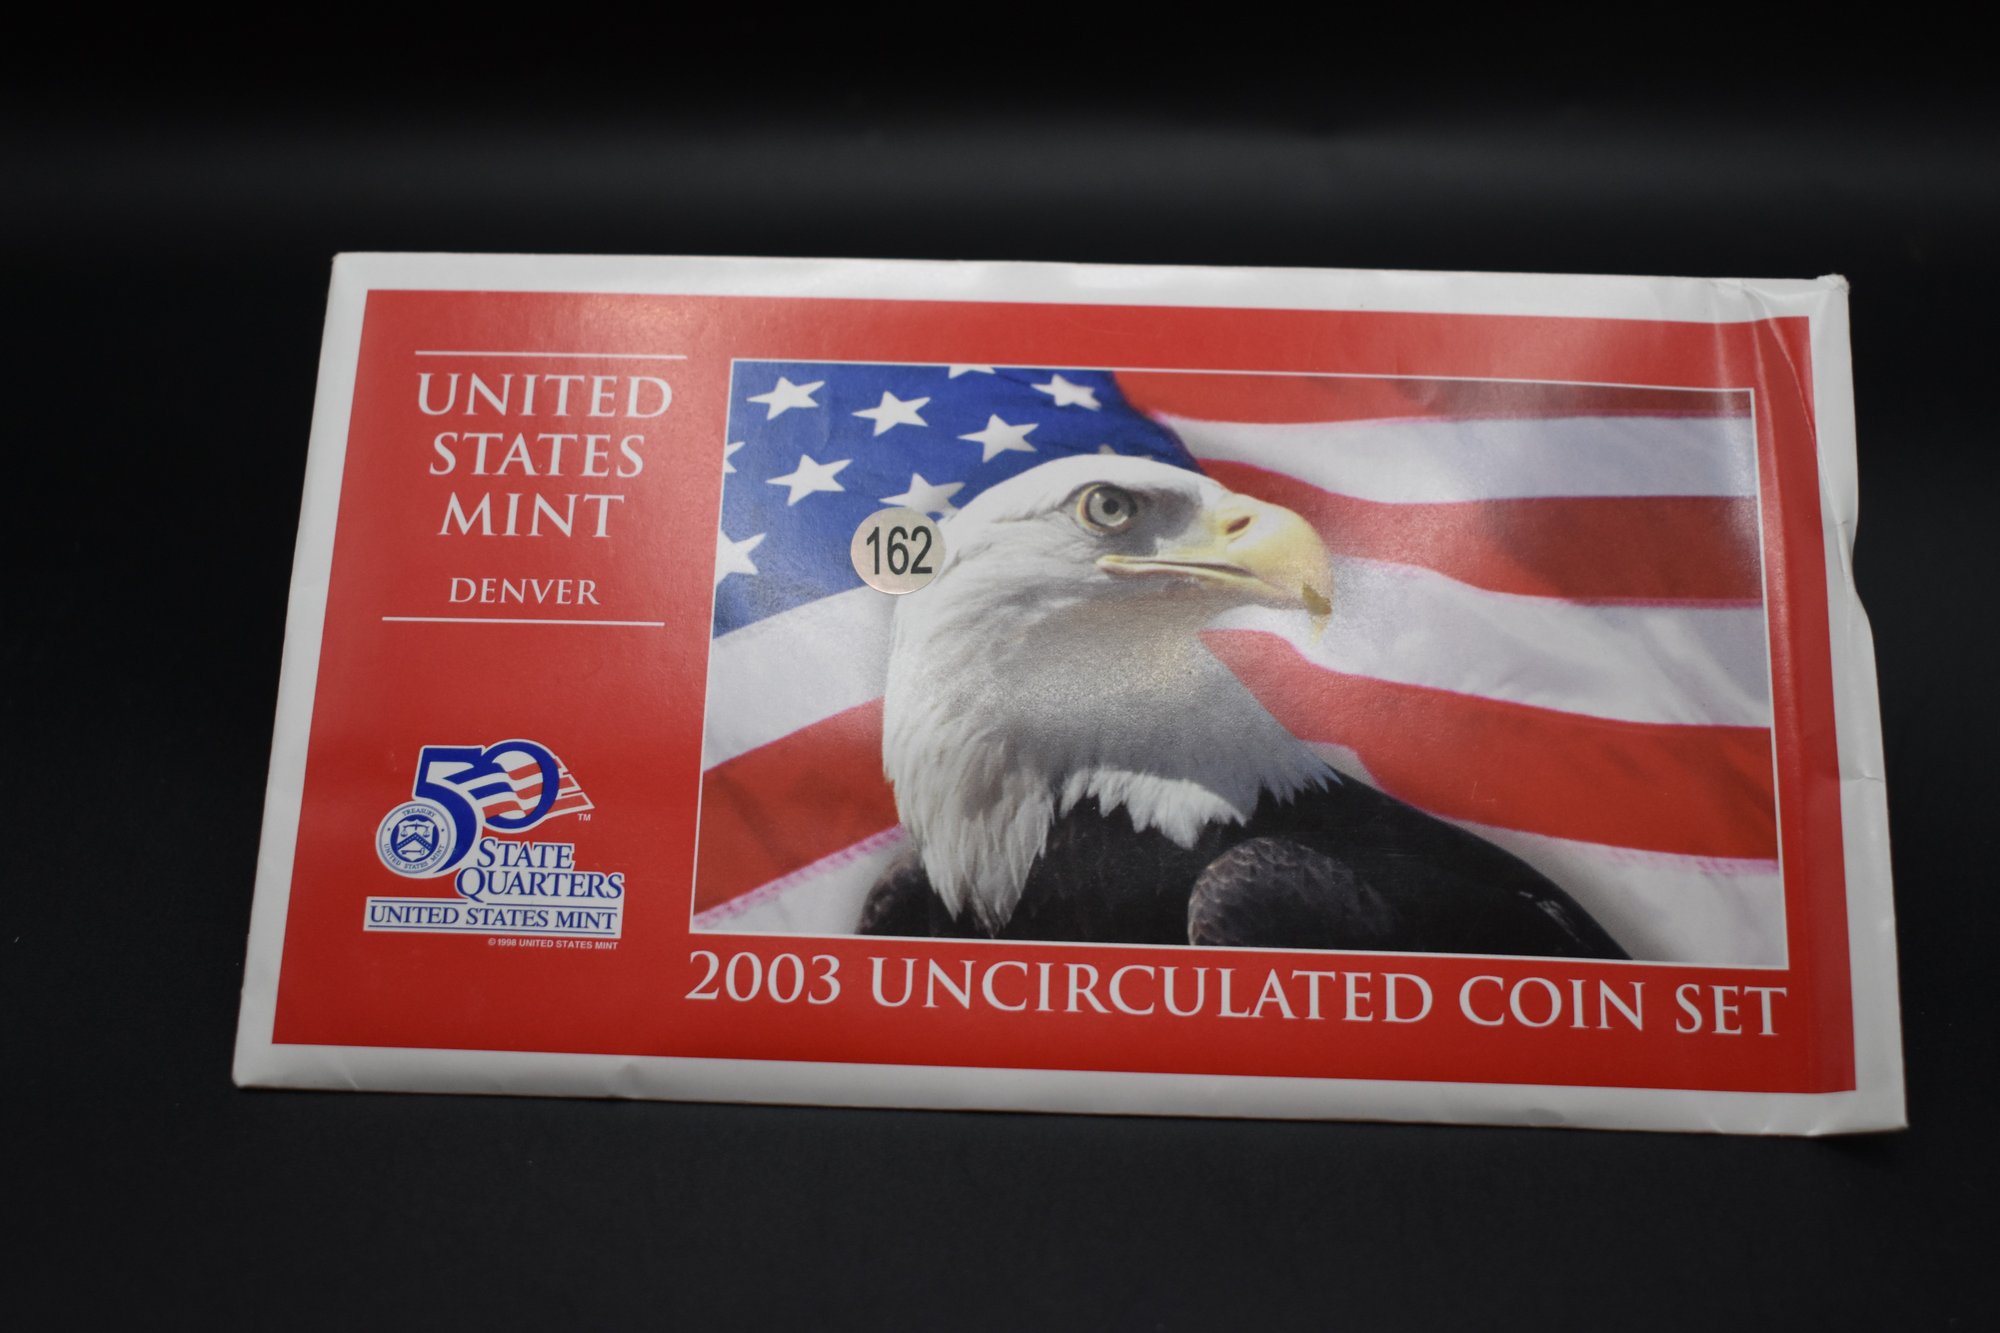 UNITED
STATES
MINT
DENVER
162
50
TM
TREASURY
UNITED STATES MINT
STATE
QUARTERS
UNITED STATES MINT
©1998 UNITED STATES MINT
2003 UNCIRCULATED COIN SET